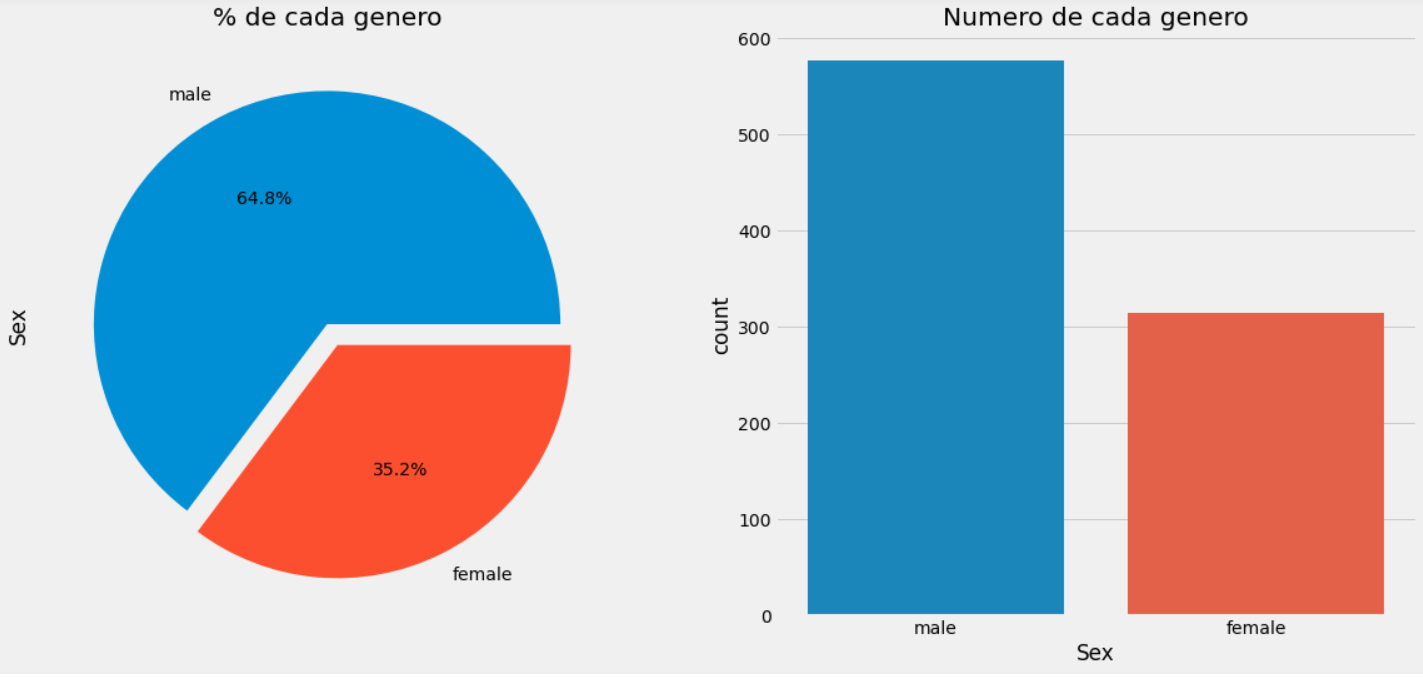 % de cada genero
male
64.8%
Sex
35.2%
female
Numero de cada genero
600
500
400
count
300
200
100
0
male
female
Sex